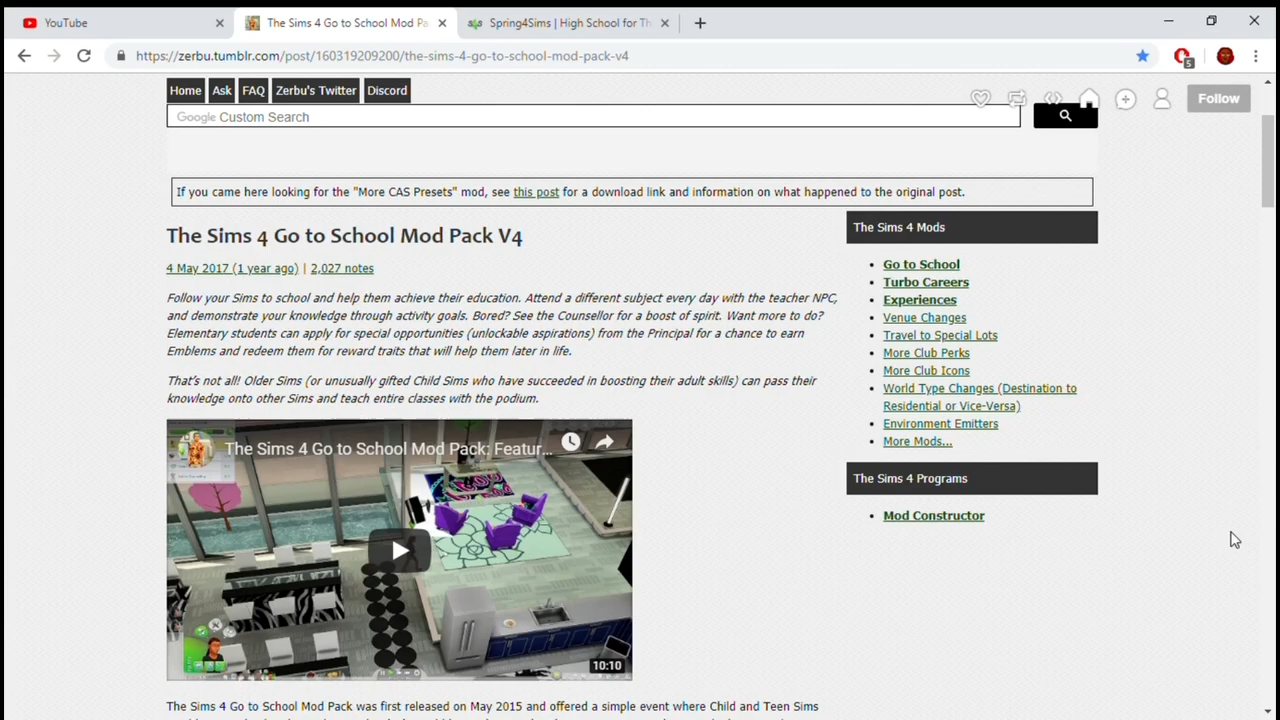 YouTube
The Sims 4 Go to School Mod Pa
Spring4Sims | High School for Th
https://zerbu.tumblr.com/post/160319209200/the-sims-4-go-to-school-mod-pack-v4
5
Home Ask FAQ Zerbu's Twitter Discord
Follow
Google Custom Search
If you came here looking for the "More CAS Presets" mod, see this post for a download link and information on what happened to the original post.
The Sims 4 Go to School Mod Pack V4
4 May 2017 (1 year ago) | 2,027 notes
Follow your Sims to school and help them achieve their education. Attend a different subject every day with the teacher NPC,
and demonstrate your knowledge through activity goals. Bored? See the Counsellor for a boost of spirit. Want more to do?
Elementary students can apply for special opportunities (unlockable aspirations) from the Principal for a chance to earn
Emblems and redeem them for reward traits that will help them later in life.
That's not all! Older Sims (or unusually gifted Child Sims who have succeeded in boosting their adult skills) can pass their
knowledge onto other Sims and teach entire classes with the podium.
The Sims 4 Go to School Mod Pack: Featur...
10:10
The Sims 4 Go to School Mod Pack was first released on May 2015 and offered a simple event where Child and Teen Sims
The Sims 4 Mods
Go to School
Turbo Careers
Experiences
Venue Changes
Travel to Special Lots
More Club Perks
More Club Icons
World Type Changes (Destination to
Residential or Vice-Versa)
Environment Emitters
More Mods...
The Sims 4 Programs
Mod Constructor